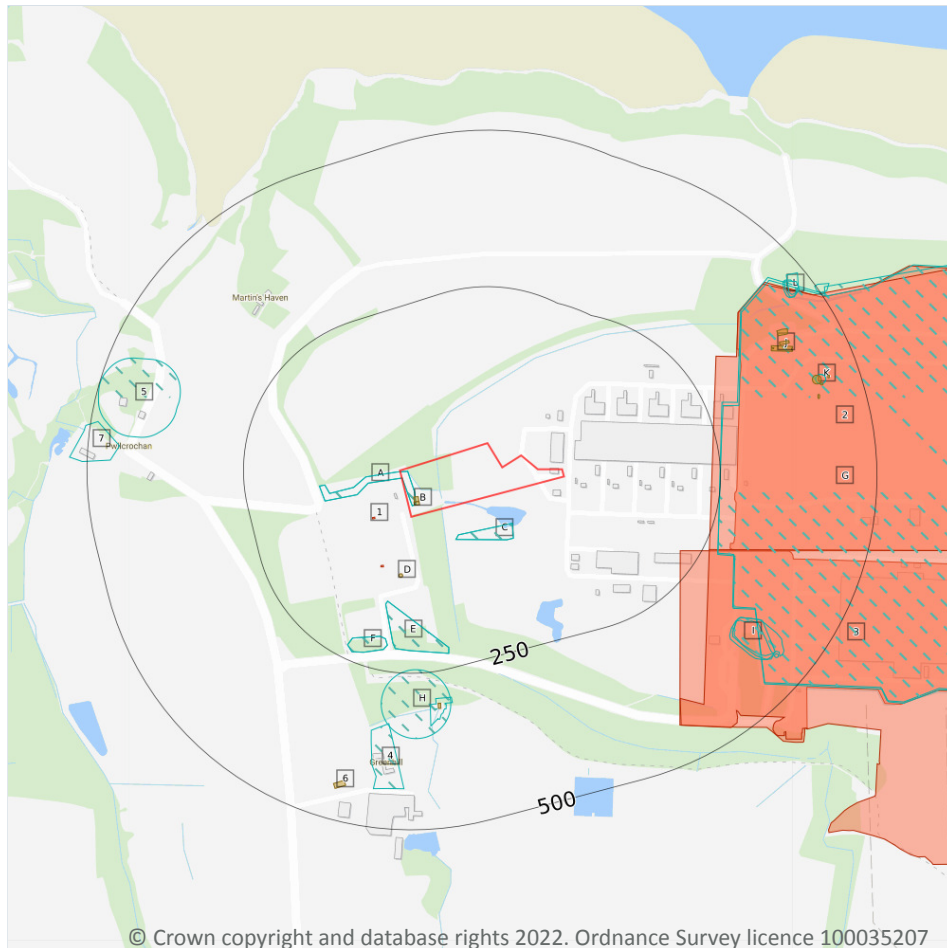 Martin's Haven
5
7
Pwllcrochan
A
B
1
C
D
E
F
250
H
4
Greenhill
6
500
K
2
G
I
3
© Crown copyright and database rights 2022. Ordnance Survey licence 100035207